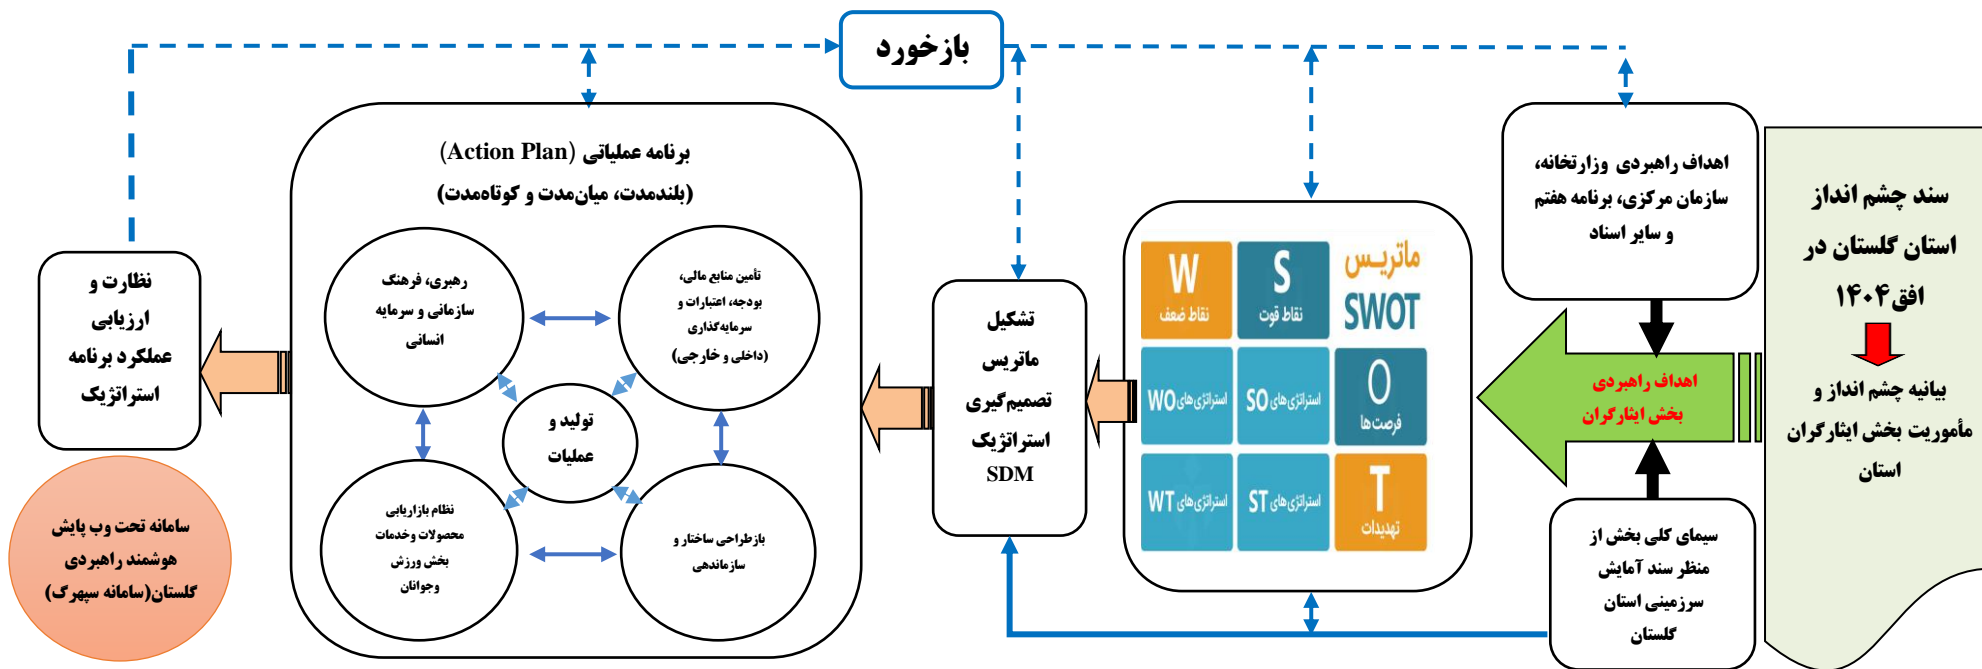 بازخورد
سند چشم انداز
استان گلستان در
افق۱۴۰۴
بیانیه چشم انداز و
مأموریت بخش ایثارگران
استان
اهداف راهبردی وزارتخانه،
سازمان مرکزی، برنامه هفتم
و سایر اسناد
اهداف راهبردی
بخش ایثارگران
سیمای کلی بخش از
منظر سند آمایش
سرزمینی استان
گلستان
ماتریس
SWOT
S
نقاط قوت
W
نقاط ضعف
O
فرصت‌ها
استراتژی‌های SO
استراتژی‌های WO
T
تهدیدات
استراتژی‌های ST
استراتژی‌های WT
تشکیل
ماتریس
تصمیم‌گیری
استراتژیک
SDM
برنامه عملیاتی (Action Plan)
(بلندمدت، میان‌مدت و کوتاه‌مدت)
تأمین منابع مالی،
بودجه، اعتبارات و
سرمایه‌گذاری
(داخلی و خارجی)
رهبری، فرهنگ
سازمانی و سرمایه
انسانی
تولید و
عملیات
بازطراحی ساختار و
سازماندهی
نظام بازاریابی
محصولات وخدمات
بخش ورزش
وجوانان
نظارت و
ارزیابی
عملکرد برنامه
استراتژیک
سامانه تحت وب پایش
هوشمند راهبردی
گلستان(سامانه سپهرگ)